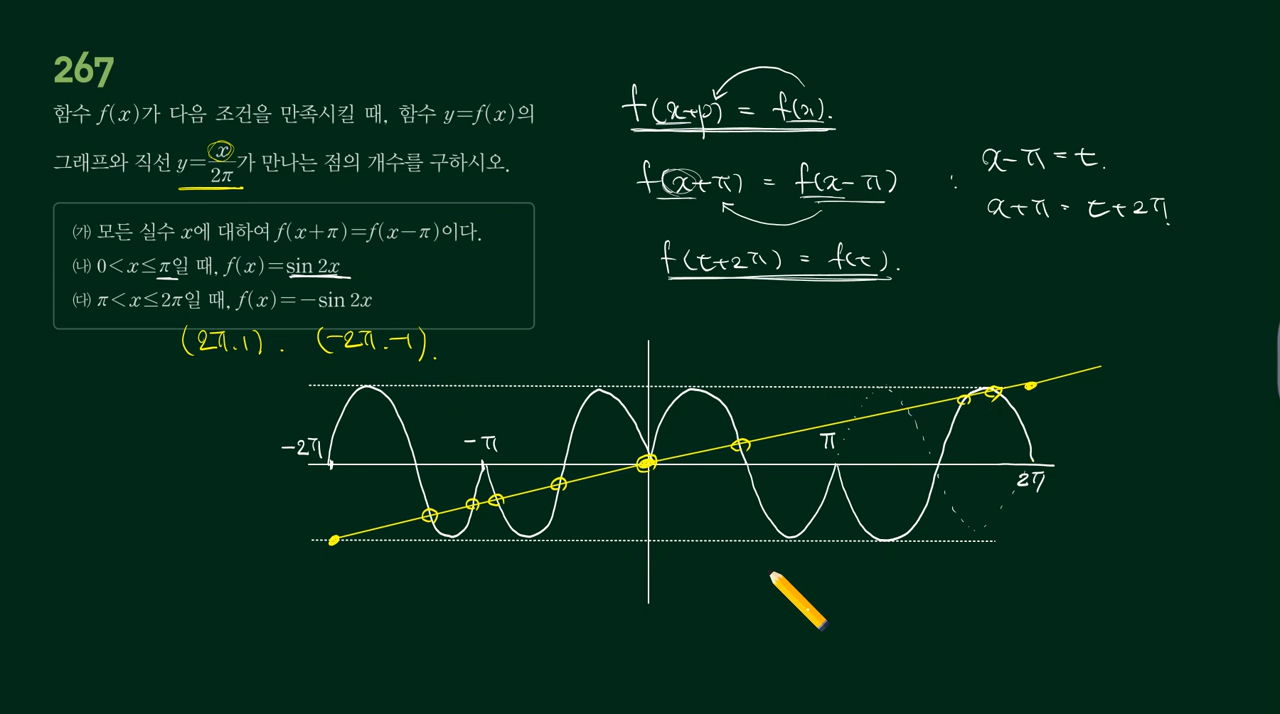 267
함수 f(x)가 다음 조건을 만족시킬 때, 함수 y=f(x)의
그래프와 직선 y=x/2π가 만나는 점의 개수를 구하시오.
㈎ 모든 실수 x에 대하여 f(x+π)=f(x-π)이다.
㈏ 0<x≤π일 때, f(x)=sin 2x
㈐ π<x≤2π일 때, f(x)=-sin 2x
(2π.1). (-2π.-1).
f(x+p) = f(x).
f(x+π) = f(x-π)
f(t+2π) = f(t).
x-π=t.
x+π= t+2π
-2π
-π
π
2π